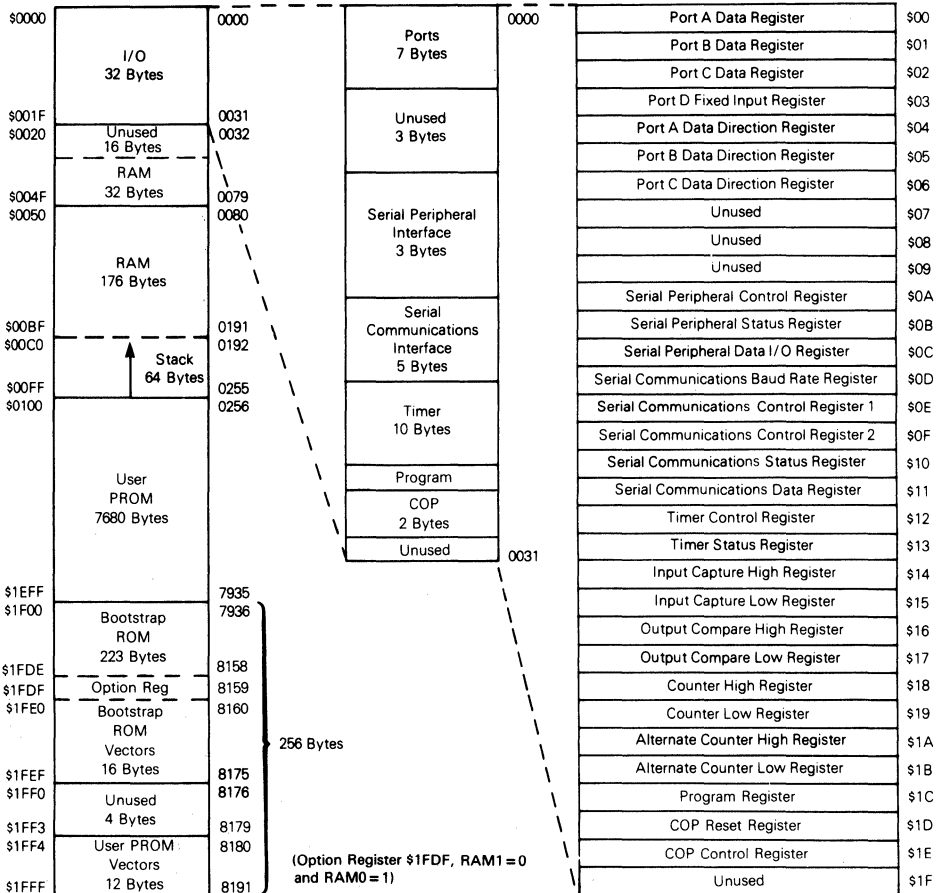 $0000
0000
I/O
32 Bytes
$001F
0031
$0020
0032
Unused
16 Bytes
RAM
32 Bytes
$004F
0079
$0050
0080
RAM
176 Bytes
$00BF
0191
$00C0
0192
Stack
64 Bytes
$00FF
0255
$0100
0256
User
PROM
7680 Bytes
$1EFF
7935
$1F00
7936
Bootstrap
ROM
223 Bytes
$1FDE
8158
$1FDF
Option Reg
8159
$1FE0
8160
Bootstrap
ROM
Vectors
16 Bytes
$1FEF
8175
$1FF0
8176
Unused
4 Bytes
$1FF3
8179
$1FF4
8180
User PROM
Vectors
12 Bytes
$1FFF
8191
256 Bytes
(Option Register $1FDF, RAM1 = 0
and RAM0 = 1)
0000
Ports
7 Bytes
Unused
3 Bytes
Serial Peripheral
Interface
3 Bytes
Serial
Communications
Interface
5 Bytes
Timer
10 Bytes
Program
COP
2 Bytes
Unused
0031
Port A Data Register $00
Port B Data Register $01
Port C Data Register $02
Port D Fixed Input Register $03
Port A Data Direction Register $04
Port B Data Direction Register $05
Port C Data Direction Register $06
Unused $07
Unused $08
Unused $09
Serial Peripheral Control Register $0A
Serial Peripheral Status Register $0B
Serial Peripheral Data I/O Register $0C
Serial Communications Baud Rate Register $0D
Serial Communications Control Register 1 $0E
Serial Communications Control Register 2 $0F
Serial Communications Status Register $10
Serial Communications Data Register $11
Timer Control Register $12
Timer Status Register $13
Input Capture High Register $14
Input Capture Low Register $15
Output Compare High Register $16
Output Compare Low Register $17
Counter High Register $18
Counter Low Register $19
Alternate Counter High Register $1A
Alternate Counter Low Register $1B
Program Register $1C
COP Reset Register $1D
COP Control Register $1E
Unused $1F